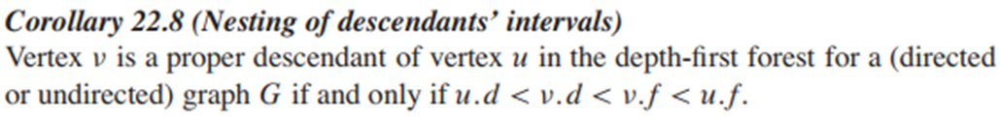 Corollary 22.8 (Nesting of descendants’ intervals)
Vertex v is a proper descendant of vertex u in the depth-first forest for a (directed
or undirected) graph G if and only if u.d < v.d < v.f < u.f.